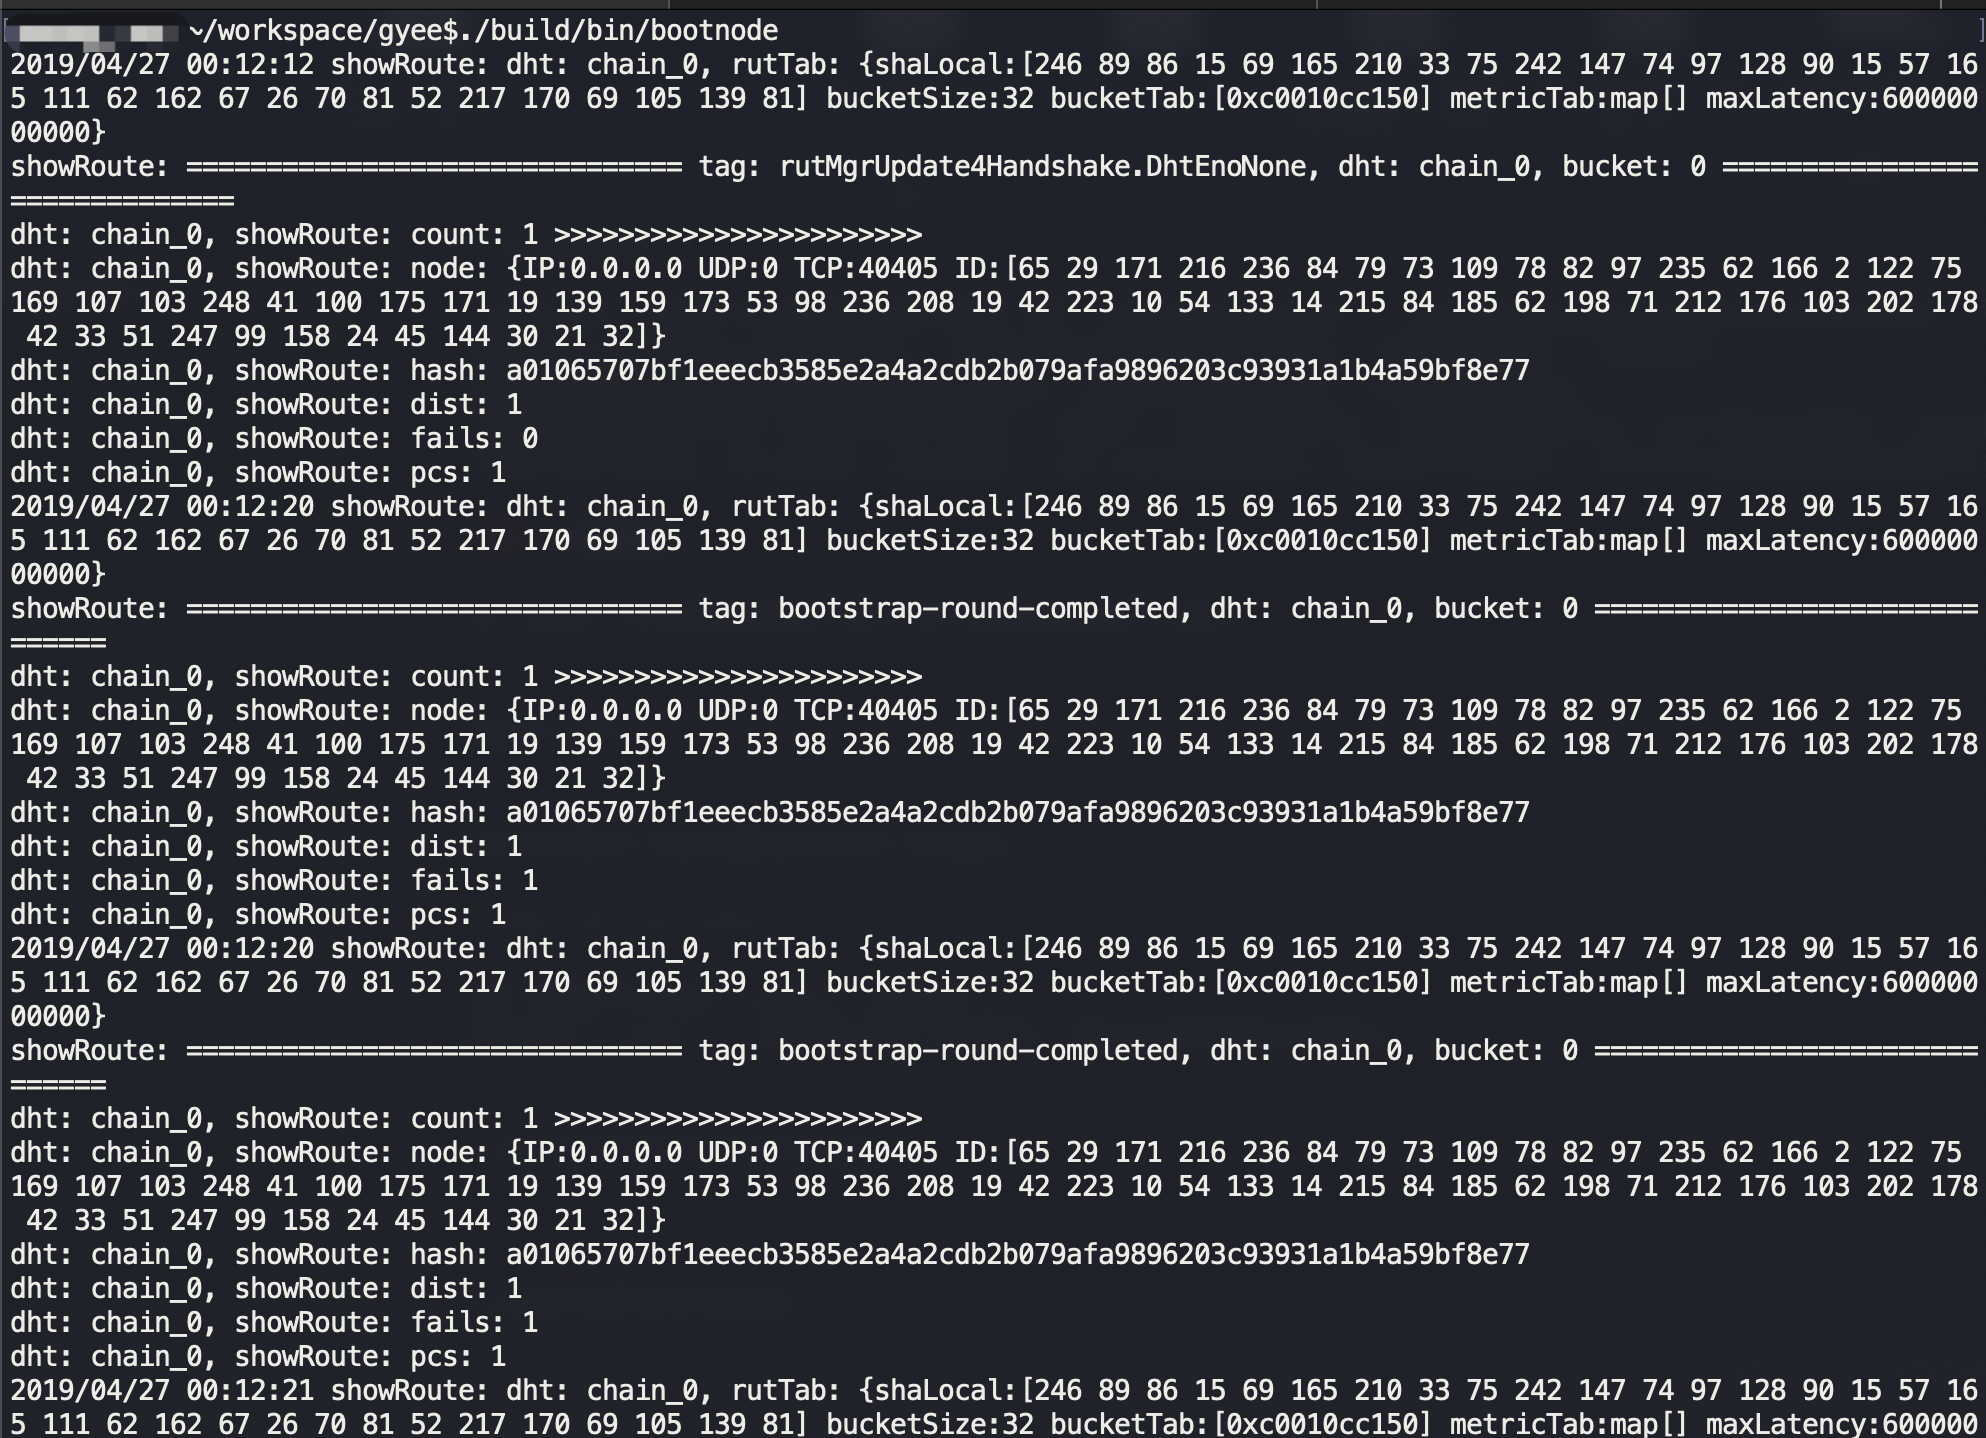 ~/workspace/gyee$./build/bin/bootnode
2019/04/27 00:12:12 showRoute: dht: chain_0, rutTab: {shaLocal:[246 89 86 15 69 165 210 33 75 242 147 74 97 128 90 15 57 16
5 111 62 162 67 26 70 81 52 217 170 69 105 139 81] bucketSize:32 bucketTab:[0xc0010cc150] metricTab:map[] maxLatency:600000
00000}
showRoute: =============================== tag: rutMgrUpdate4Handshake.DhtEnoNone, dht: chain_0, bucket: 0 ================
==============
dht: chain_0, showRoute: count: 1 >>>>>>>>>>>>>>>>>>>>>>>
dht: chain_0, showRoute: node: {IP:0.0.0.0 UDP:0 TCP:40405 ID:[65 29 171 216 236 84 79 73 109 78 82 97 235 62 166 2 122 75
169 107 103 248 41 100 175 171 19 139 159 173 53 98 236 208 19 42 223 10 54 133 14 215 84 185 62 198 71 212 176 103 202 178
42 33 51 247 99 158 24 45 144 30 21 32]}
dht: chain_0, showRoute: hash: a01065707bf1eeecb3585e2a4a2cdb2b079afa9896203c93931a1b4a59bf8e77
dht: chain_0, showRoute: dist: 1
dht: chain_0, showRoute: fails: 0
dht: chain_0, showRoute: pcs: 1
2019/04/27 00:12:20 showRoute: dht: chain_0, rutTab: {shaLocal:[246 89 86 15 69 165 210 33 75 242 147 74 97 128 90 15 57 16
5 111 62 162 67 26 70 81 52 217 170 69 105 139 81] bucketSize:32 bucketTab:[0xc0010cc150] metricTab:map[] maxLatency:600000
00000}
showRoute: =============================== tag: bootstrap-round-completed, dht: chain_0, bucket: 0 ========================
======
dht: chain_0, showRoute: count: 1 >>>>>>>>>>>>>>>>>>>>>>>
dht: chain_0, showRoute: node: {IP:0.0.0.0 UDP:0 TCP:40405 ID:[65 29 171 216 236 84 79 73 109 78 82 97 235 62 166 2 122 75
169 107 103 248 41 100 175 171 19 139 159 173 53 98 236 208 19 42 223 10 54 133 14 215 84 185 62 198 71 212 176 103 202 178
42 33 51 247 99 158 24 45 144 30 21 32]}
dht: chain_0, showRoute: hash: a01065707bf1eeecb3585e2a4a2cdb2b079afa9896203c93931a1b4a59bf8e77
dht: chain_0, showRoute: dist: 1
dht: chain_0, showRoute: fails: 1
dht: chain_0, showRoute: pcs: 1
2019/04/27 00:12:20 showRoute: dht: chain_0, rutTab: {shaLocal:[246 89 86 15 69 165 210 33 75 242 147 74 97 128 90 15 57 16
5 111 62 162 67 26 70 81 52 217 170 69 105 139 81] bucketSize:32 bucketTab:[0xc0010cc150] metricTab:map[] maxLatency:600000
00000}
showRoute: =============================== tag: bootstrap-round-completed, dht: chain_0, bucket: 0 ========================
======
dht: chain_0, showRoute: count: 1 >>>>>>>>>>>>>>>>>>>>>>>
dht: chain_0, showRoute: node: {IP:0.0.0.0 UDP:0 TCP:40405 ID:[65 29 171 216 236 84 79 73 109 78 82 97 235 62 166 2 122 75
169 107 103 248 41 100 175 171 19 139 159 173 53 98 236 208 19 42 223 10 54 133 14 215 84 185 62 198 71 212 176 103 202 178
42 33 51 247 99 158 24 45 144 30 21 32]}
dht: chain_0, showRoute: hash: a01065707bf1eeecb3585e2a4a2cdb2b079afa9896203c93931a1b4a59bf8e77
dht: chain_0, showRoute: dist: 1
dht: chain_0, showRoute: fails: 1
dht: chain_0, showRoute: pcs: 1
2019/04/27 00:12:21 showRoute: dht: chain_0, rutTab: {shaLocal:[246 89 86 15 69 165 210 33 75 242 147 74 97 128 90 15 57 16
5 111 62 162 67 26 70 81 52 217 170 69 105 139 81] bucketSize:32 bucketTab:[0xc0010cc150] metricTab:map[] maxLatency:600000